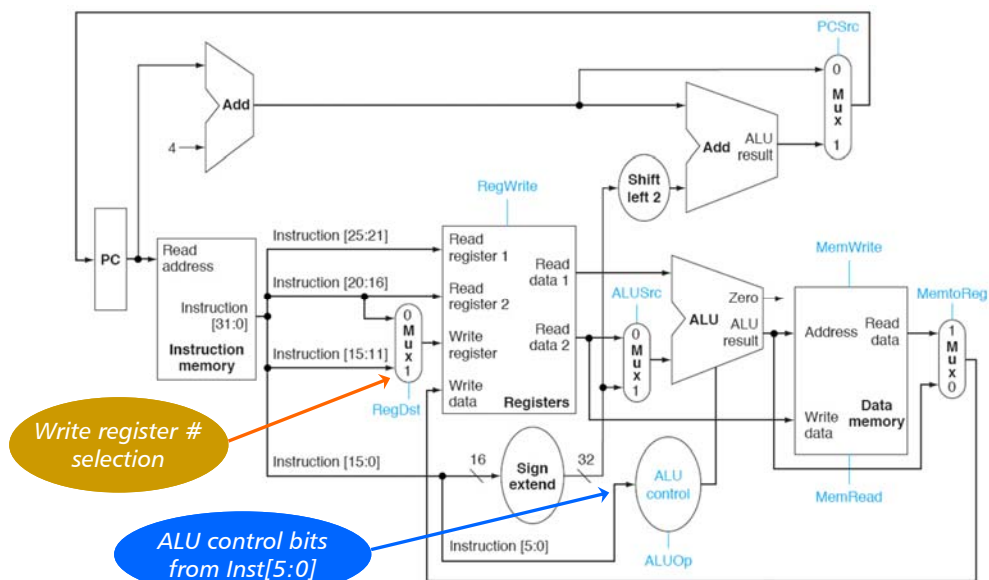 PCSrc
0
M
u
x
1
Add
4
Add
ALU
result
Shift
left 2
RegWrite
PC
Read
address
Instruction
[31:0]
Instruction
memory
Instruction [25:21]
Instruction [20:16]
Instruction [15:11]
0
M
u
x
1
RegDst
Read
register 1
Read
register 2
Write
register
Write
data
Read
data 1
Read
data 2
Registers
ALUSrc
0
M
u
x
1
ALU
Zero
ALU
result
MemWrite
Address
Read
data
Write
data
Data
memory
MemRead
MemtoReg
1
M
u
x
0
Write register #
selection
Instruction [15:0]
16
Sign
extend
32
ALU
control
ALUOp
Instruction [5:0]
ALU control bits
from Inst[5:0]